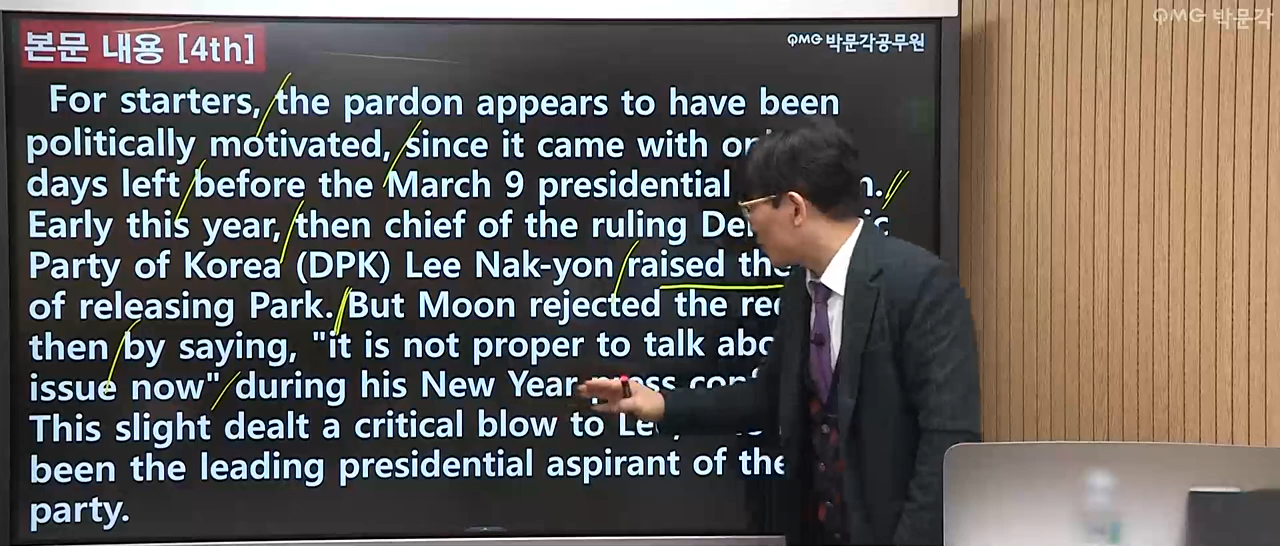 본문 내용 [4th]
PMG 박문각공무원
PMG 박문각
For starters, the pardon appears to have been
politically motivated, since it came with
days left before the March 9 presidential
Early this year, then chief of the ruling
Party of Korea (DPK) Lee Nak-yon raised the
of releasing Park. But Moon rejected the
then by saying, "it is not proper to talk
issue now" during his New Year
This slight dealt a critical blow to
been the leading presidential aspirant of the
party.